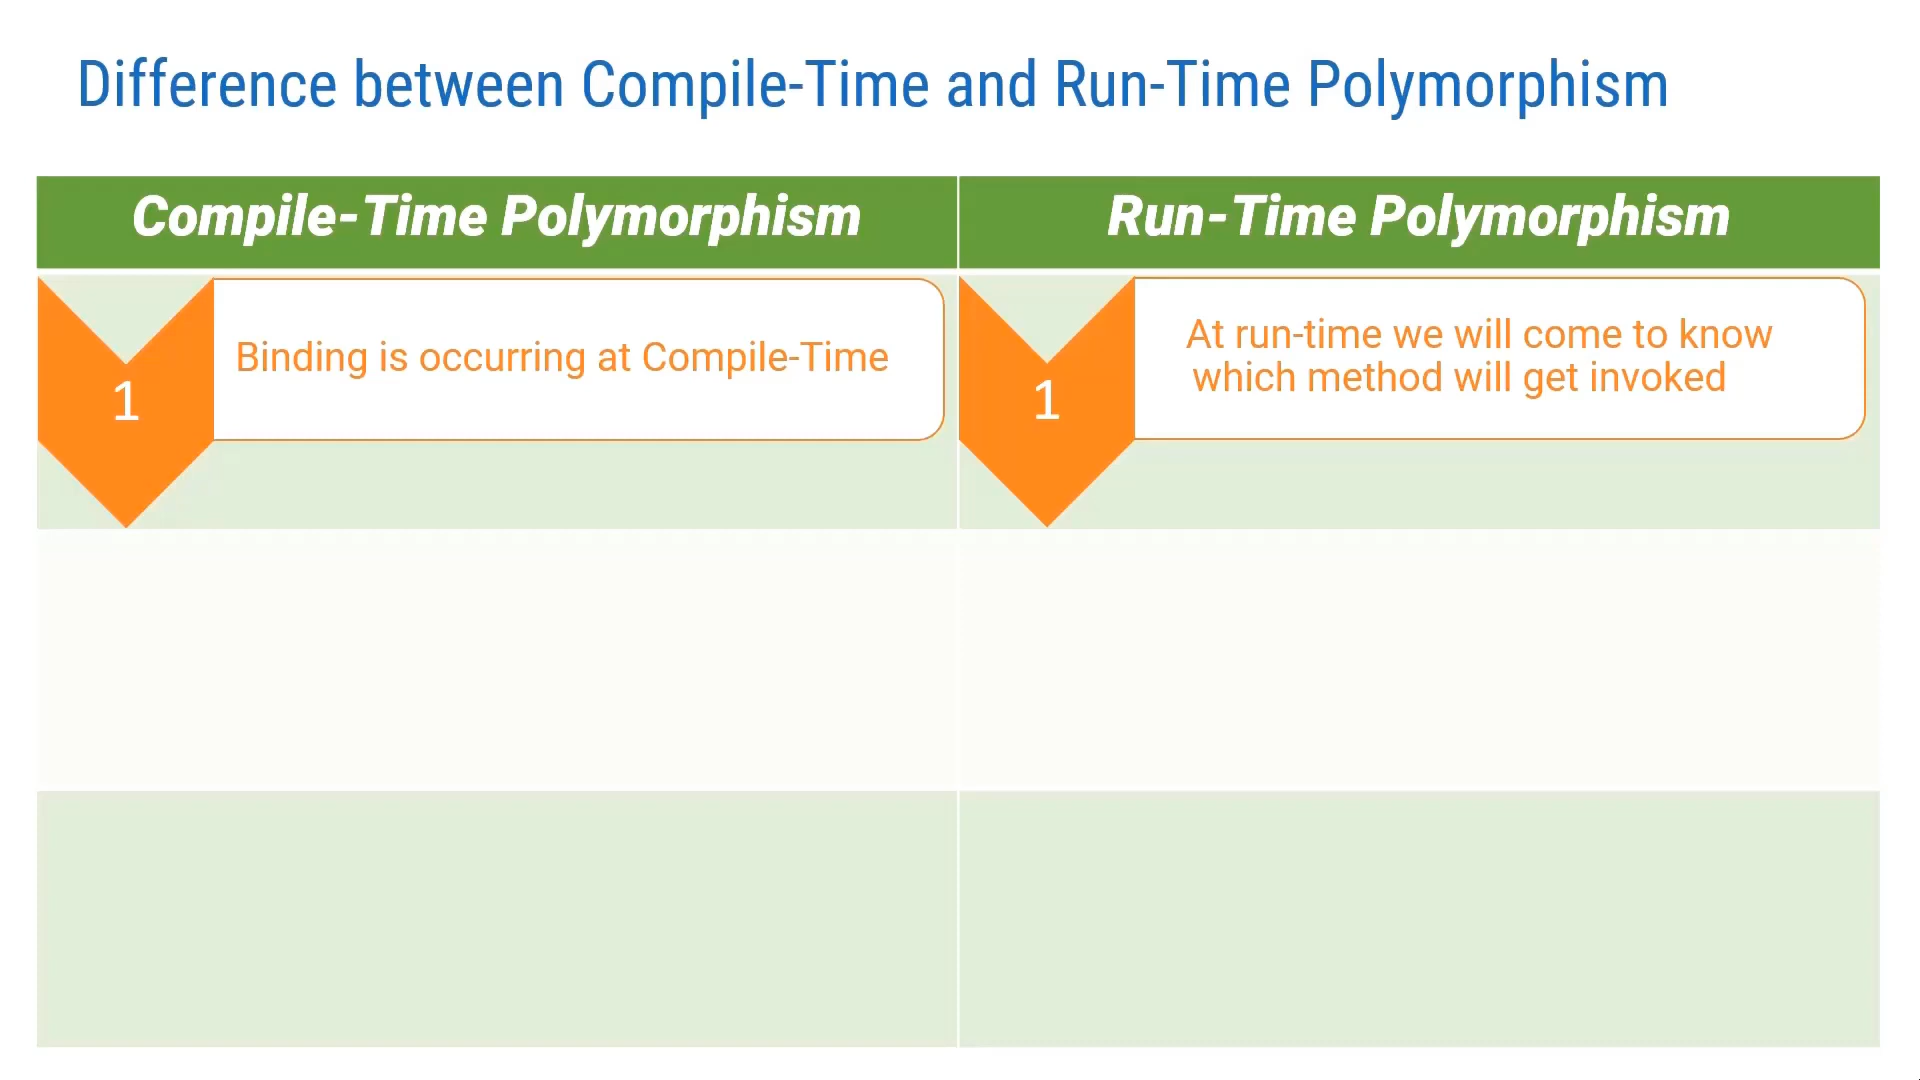 Difference between Compile-Time and Run-Time Polymorphism
Compile-Time Polymorphism
Run-Time Polymorphism
1
Binding is occurring at Compile-Time
1
At run-time we will come to know
which method will get invoked